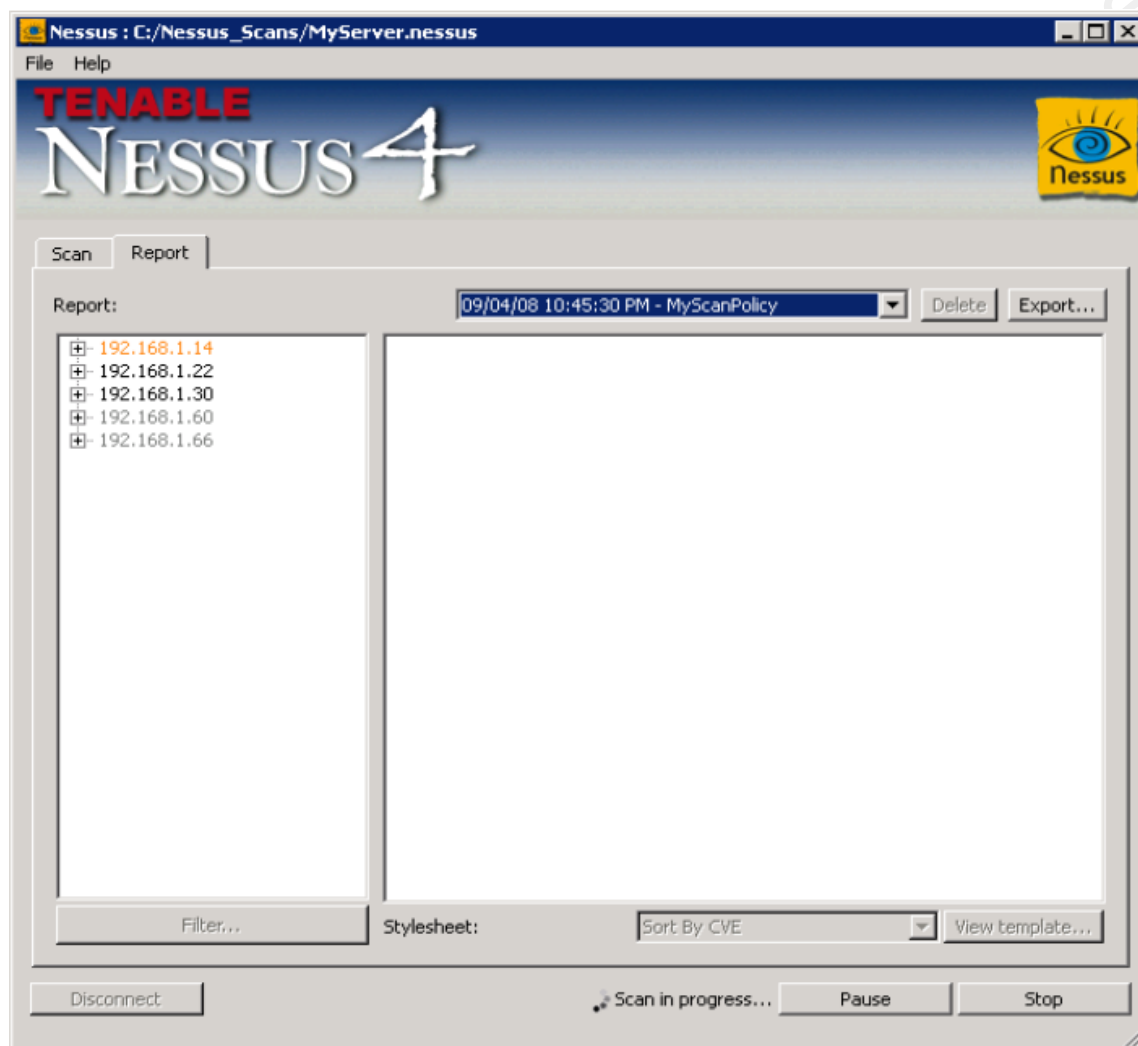 Nessus : C:/Nessus_Scans/MyServer.nessus
File Help
TENABLE
NESSUS 4
nessus
Scan Report
Report: 09/04/08 10:45:30 PM - MyScanPolicy Delete Export...
192.168.1.14
192.168.1.22
192.168.1.30
192.168.1.60
192.168.1.66
Filter... Stylesheet: Sort By CVE View template...
Disconnect Scan in progress... Pause Stop